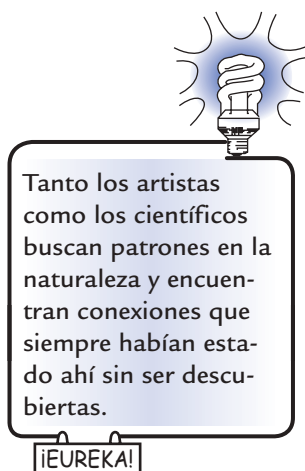 Tanto los artistas
como los científicos
buscan patrones en la
naturaleza y encuen-
tran conexiones que
siempre habían esta-
do ahí sin ser descu-
biertas.
¡EUREKA!